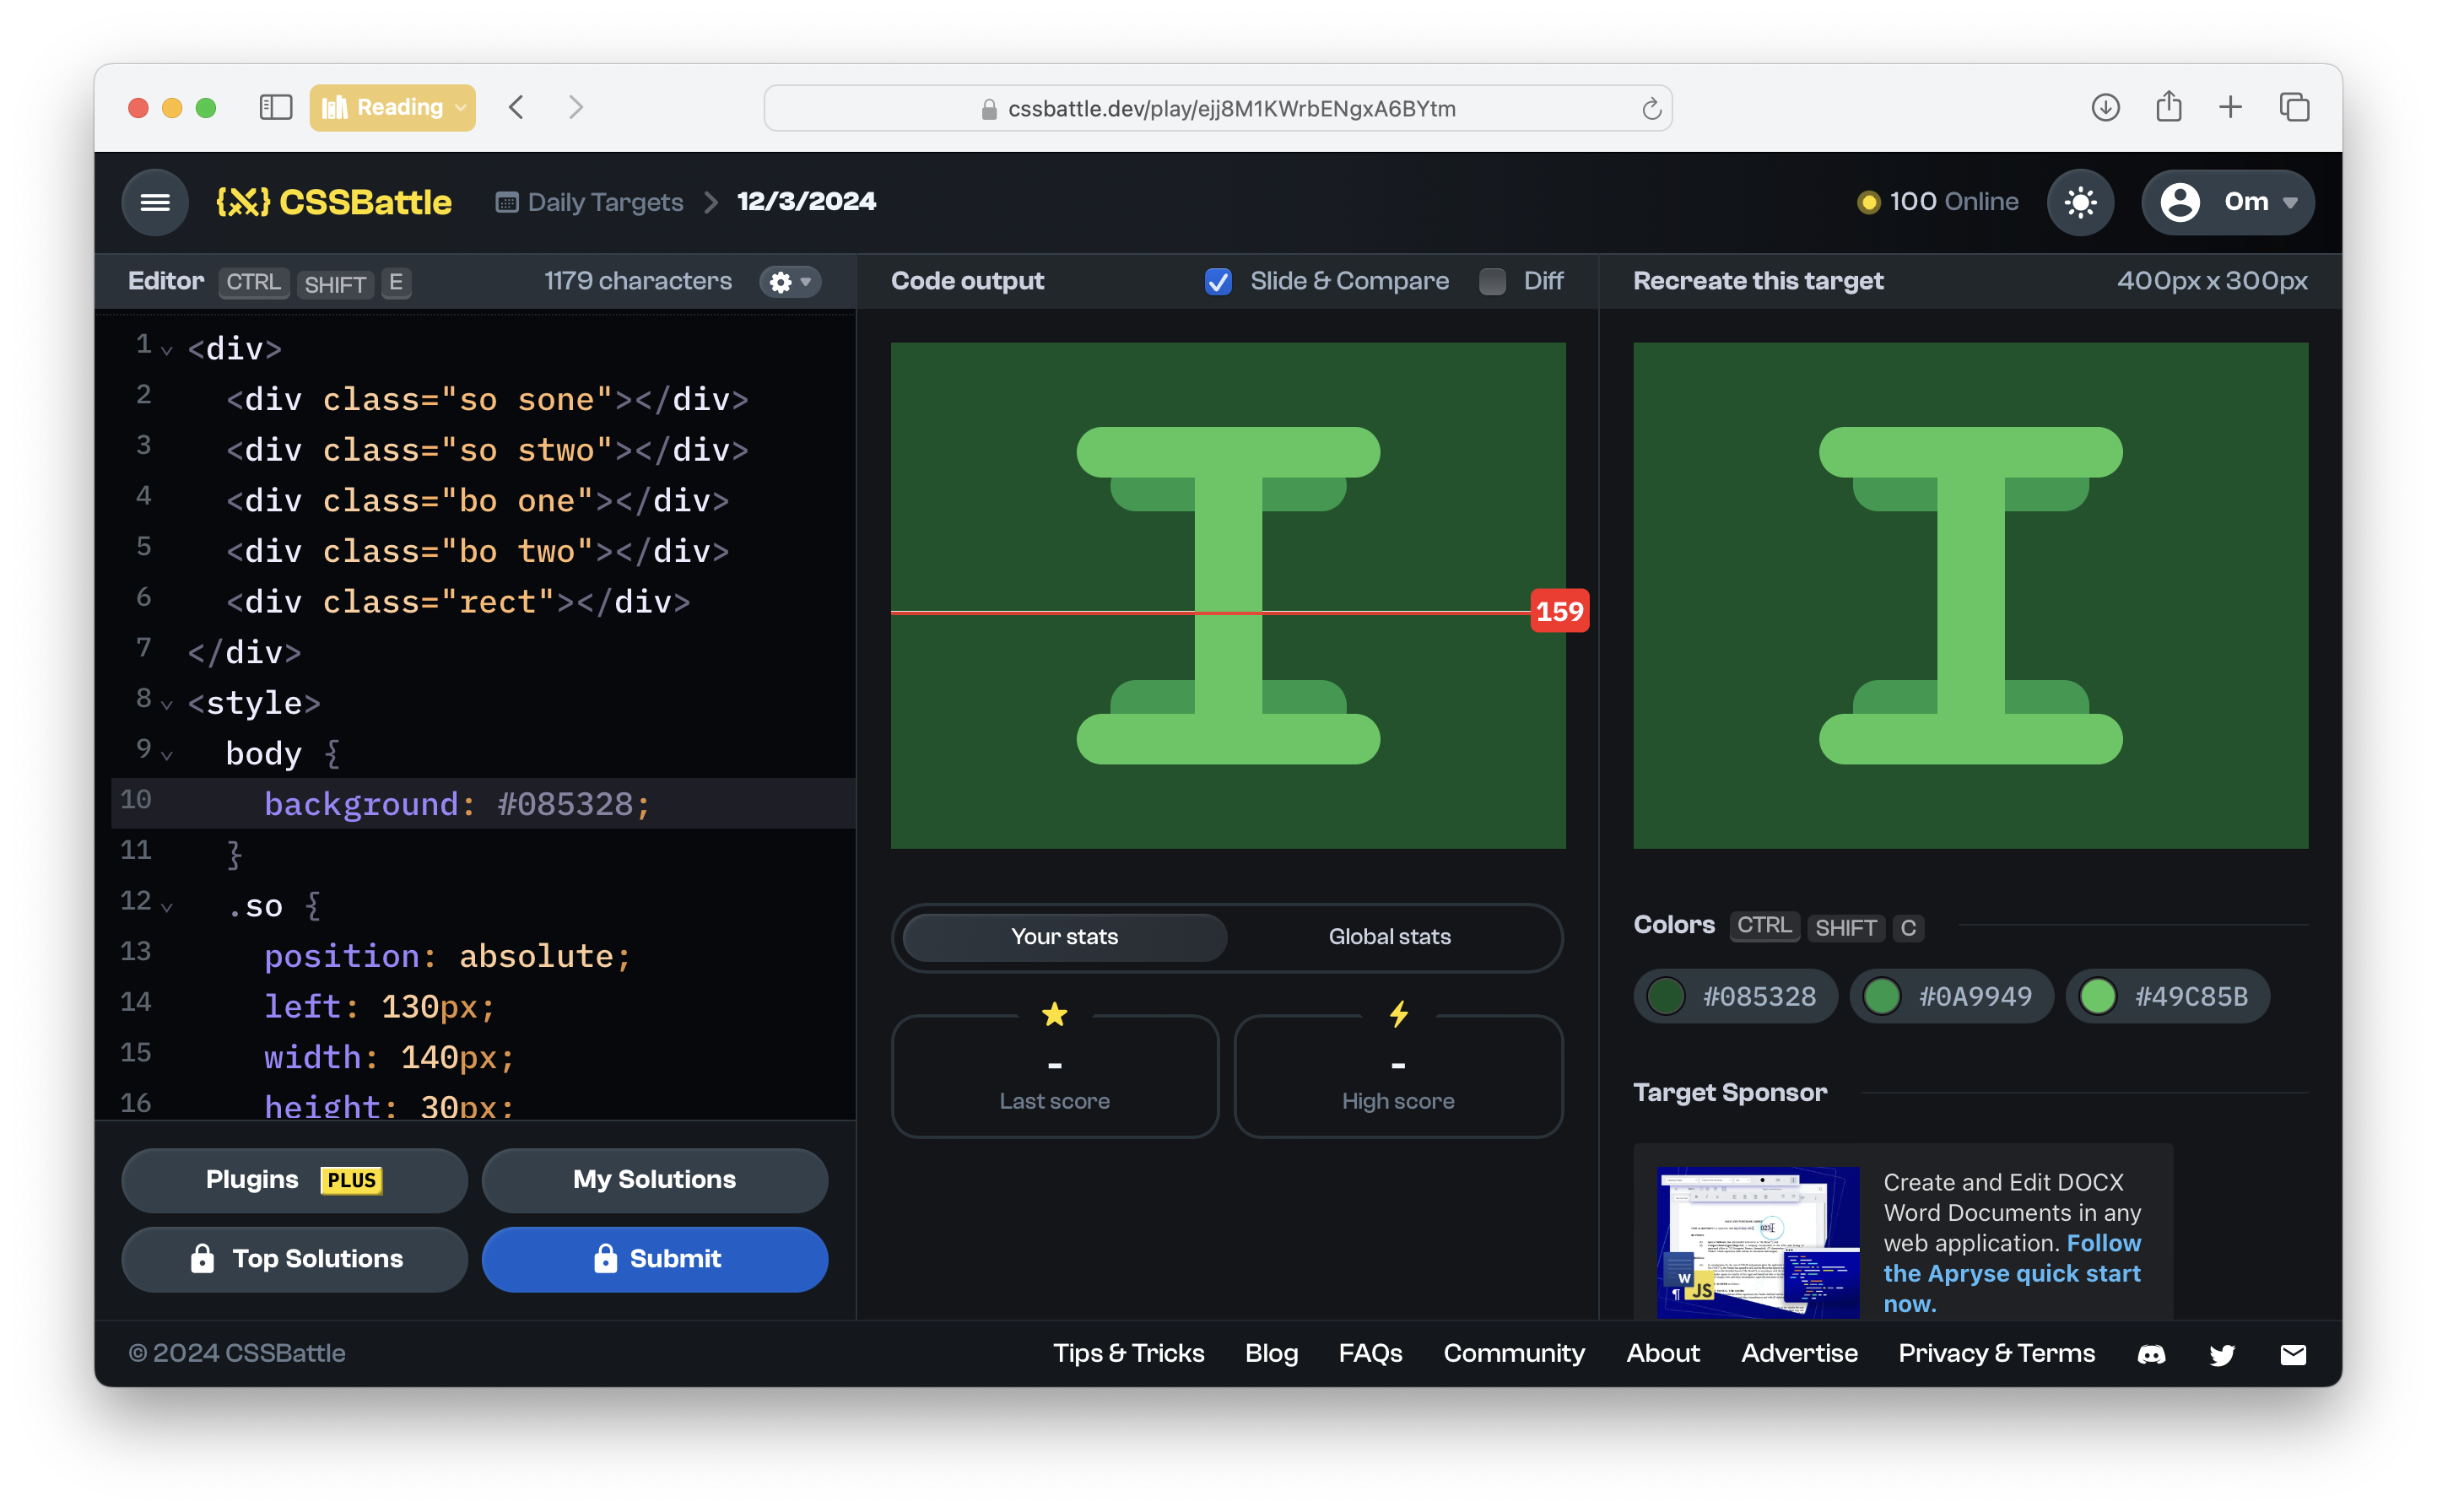 Reading
cssbattle.dev/play/ejj8M1KWrbENgxA6BYtm
CSSBattle
Daily Targets
12/3/2024
100 Online
0m
Editor CTRL SHIFT E
1179 characters
1 <div>
2 <div class="so sone"></div>
3 <div class="so stwo"></div>
4 <div class="bo one"></div>
5 <div class="bo two"></div>
6 <div class="rect"></div>
7 </div>
8 <style>
9 body {
10 background: #085328;
11 }
12 .so {
13 position: absolute;
14 left: 130px;
15 width: 140px;
16 height: 30px;
Plugins PLUS
My Solutions
Top Solutions
Submit
Code output
Slide & Compare
Diff
159
Your stats
Global stats
-
Last score
-
High score
Recreate this target
400px x 300px
Colors CTRL SHIFT C
#085328
#0A9949
#49C85B
Target Sponsor
W
JS
Create and Edit DOCX
Word Documents in any
web application. Follow
the Apryse quick start
now.
© 2024 CSSBattle
Tips & Tricks
Blog
FAQs
Community
About
Advertise
Privacy & Terms